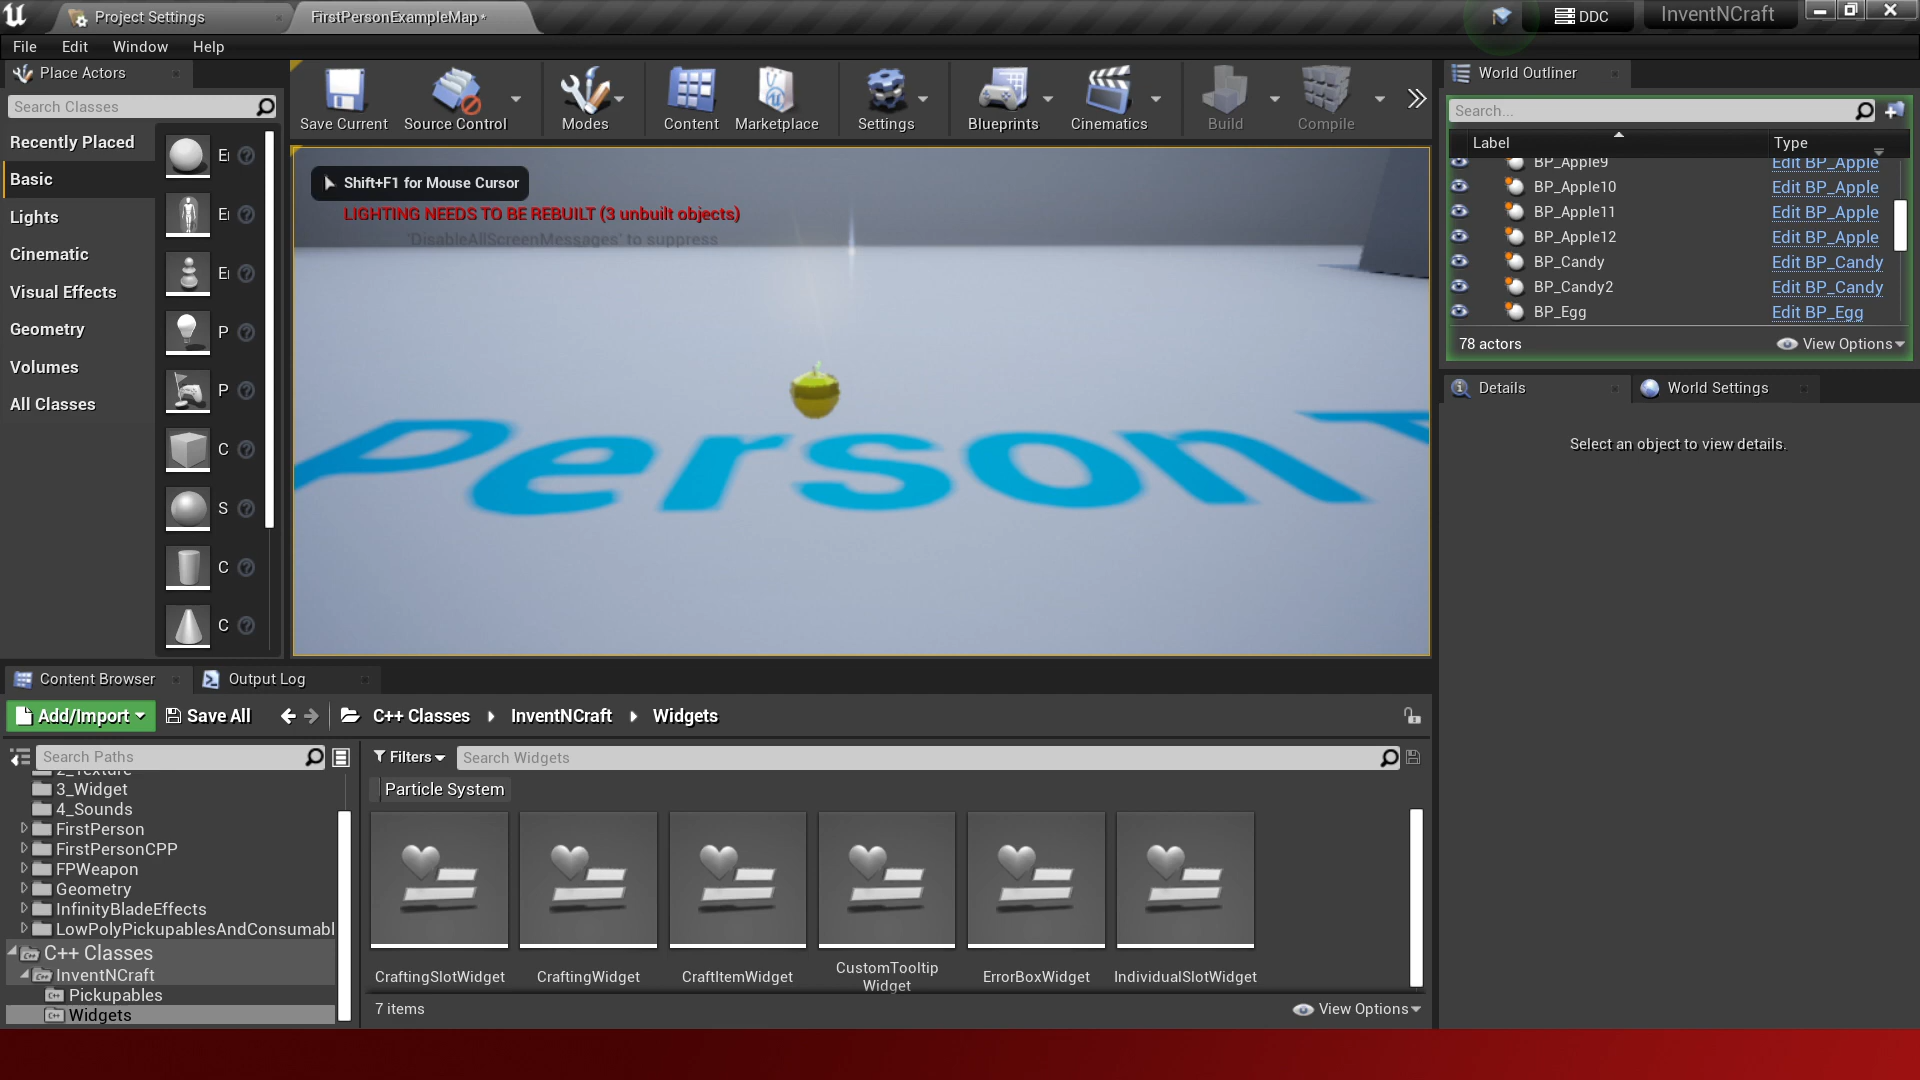 Project Settings
FirstPersonExampleMap*
DDC
InventNCraft
File Edit Window Help
Place Actors
Search Classes
Recently Placed
Basic
Lights
Cinematic
Visual Effects
Geometry
Volumes
All Classes
P
P
C
S
C
C
Save Current
Source Control
Modes
Content
Marketplace
Settings
Blueprints
Cinematics
Build
Compile
Shift+F1 for Mouse Cursor
LIGHTING NEEDS TO BE REBUILT (3 unbuilt objects)
'DisableAllScreenMessages' to suppress
Person
World Outliner
Search...
Label Type
BP_Apple9 Edit BP_Apple
BP_Apple10 Edit BP_Apple
BP_Apple11 Edit BP_Apple
BP_Apple12 Edit BP_Apple
BP_Candy Edit BP_Candy
BP_Candy2 Edit BP_Candy
BP_Egg Edit BP_Egg
78 actors View Options
Details
World Settings
Select an object to view details.
Content Browser
Output Log
Add/Import Save All C++ Classes InventNCraft Widgets
Search Paths
2_Texture
3_Widget
4_Sounds
FirstPerson
FirstPersonCPP
FPWeapon
Geometry
InfinityBladeEffects
LowPolyPickupablesAndConsumabl
C++ Classes
InventNCraft
Pickupables
Widgets
Filters Search Widgets
Particle System
CraftingSlotWidget
CraftingWidget
CraftItemWidget
CustomTooltip
Widget
ErrorBoxWidget
IndividualSlotWidget
7 items View Options